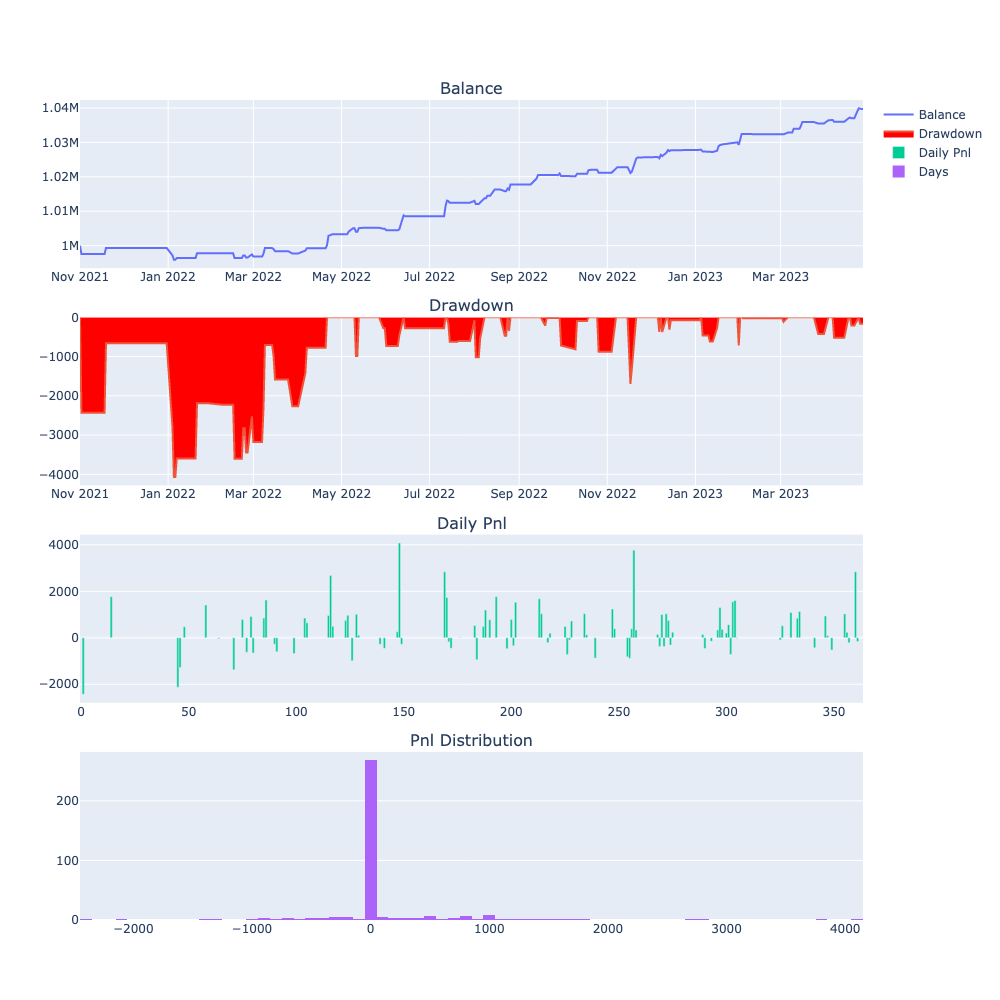 Balance
1.04M
1.03M
1.02M
1.01M
1M
Nov 2021 Jan 2022 Mar 2022 May 2022 Jul 2022 Sep 2022 Nov 2022 Jan 2023 Mar 2023
Balance
Drawdown
Daily Pnl
Days
Drawdown
0
−1000
−2000
−3000
−4000
Nov 2021 Jan 2022 Mar 2022 May 2022 Jul 2022 Sep 2022 Nov 2022 Jan 2023 Mar 2023
Daily Pnl
4000
2000
0
−2000
0 50 100 150 200 250 300 350
Pnl Distribution
200
100
0
−2000 −1000 0 1000 2000 3000 4000